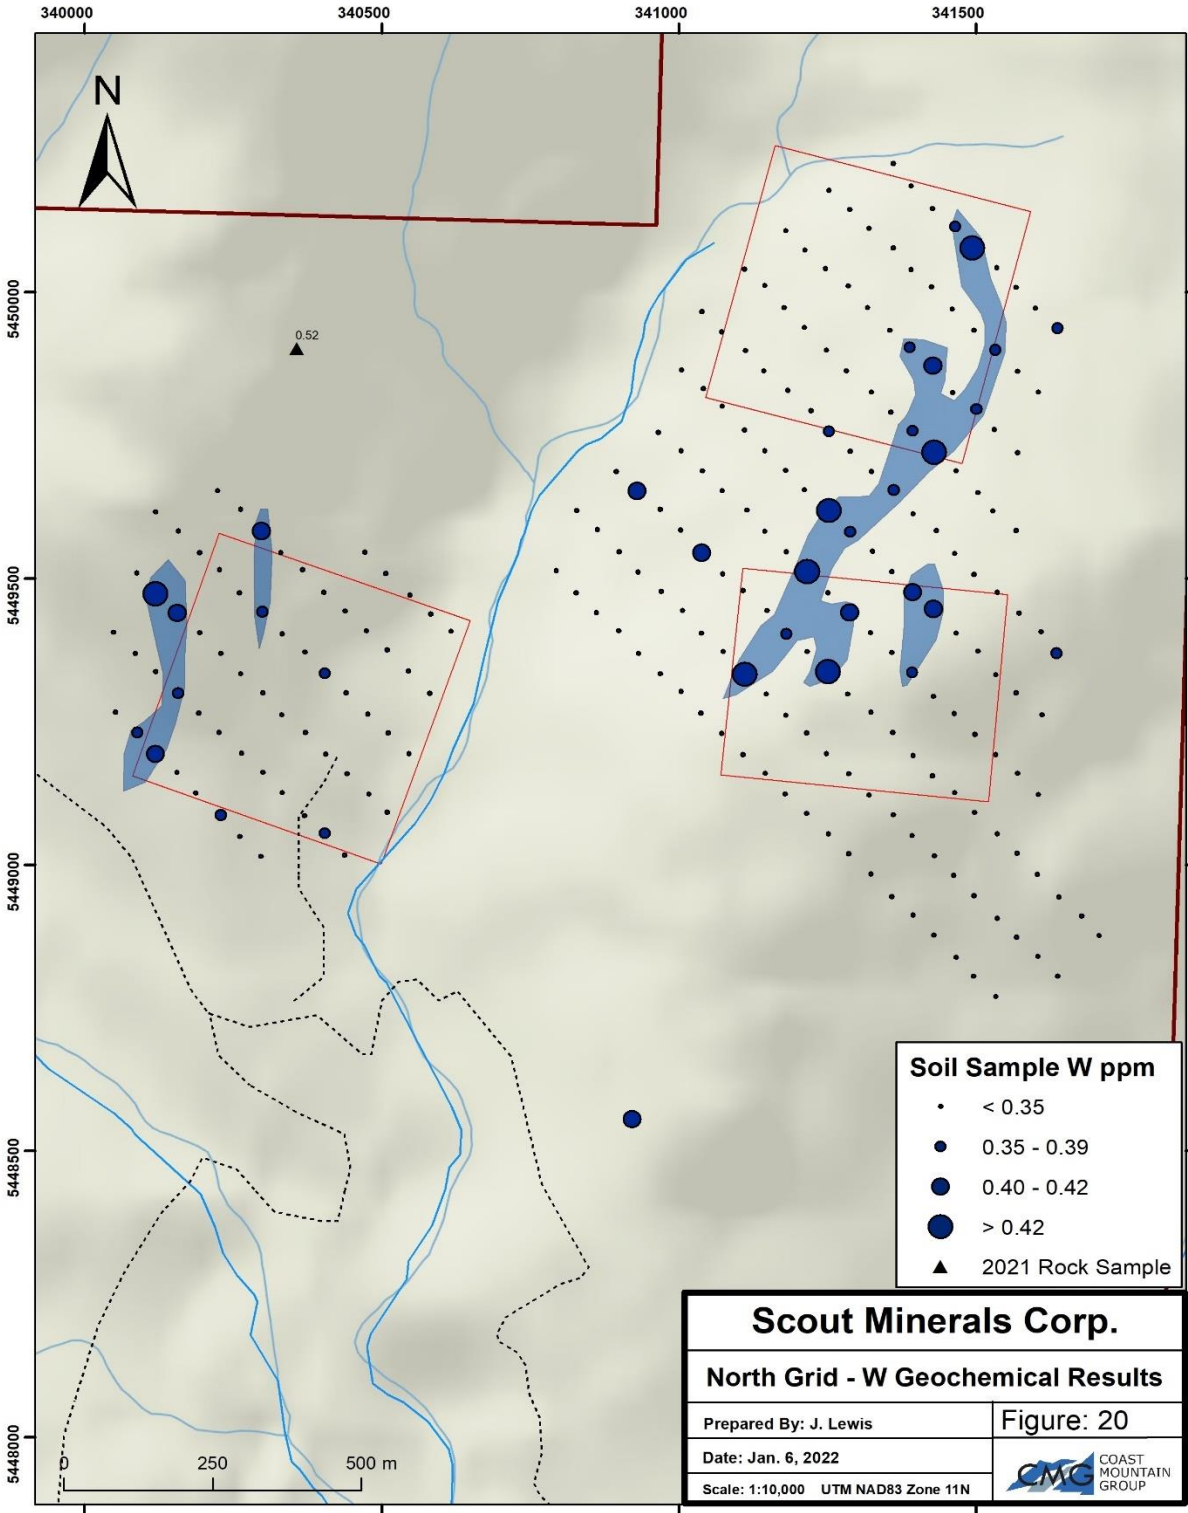 340000 340500 341000 341500
N
5450000
0.52
5449500
5449000
5448500
5448000
Soil Sample W ppm
< 0.35
0.35 - 0.39
0.40 - 0.42
> 0.42
2021 Rock Sample
0 250 500 m
Scout Minerals Corp.
North Grid - W Geochemical Results
Prepared By: J. Lewis
Figure: 20
Date: Jan. 6, 2022
Scale: 1:10,000 UTM NAD83 Zone 11N
CMG
COAST
MOUNTAIN
GROUP